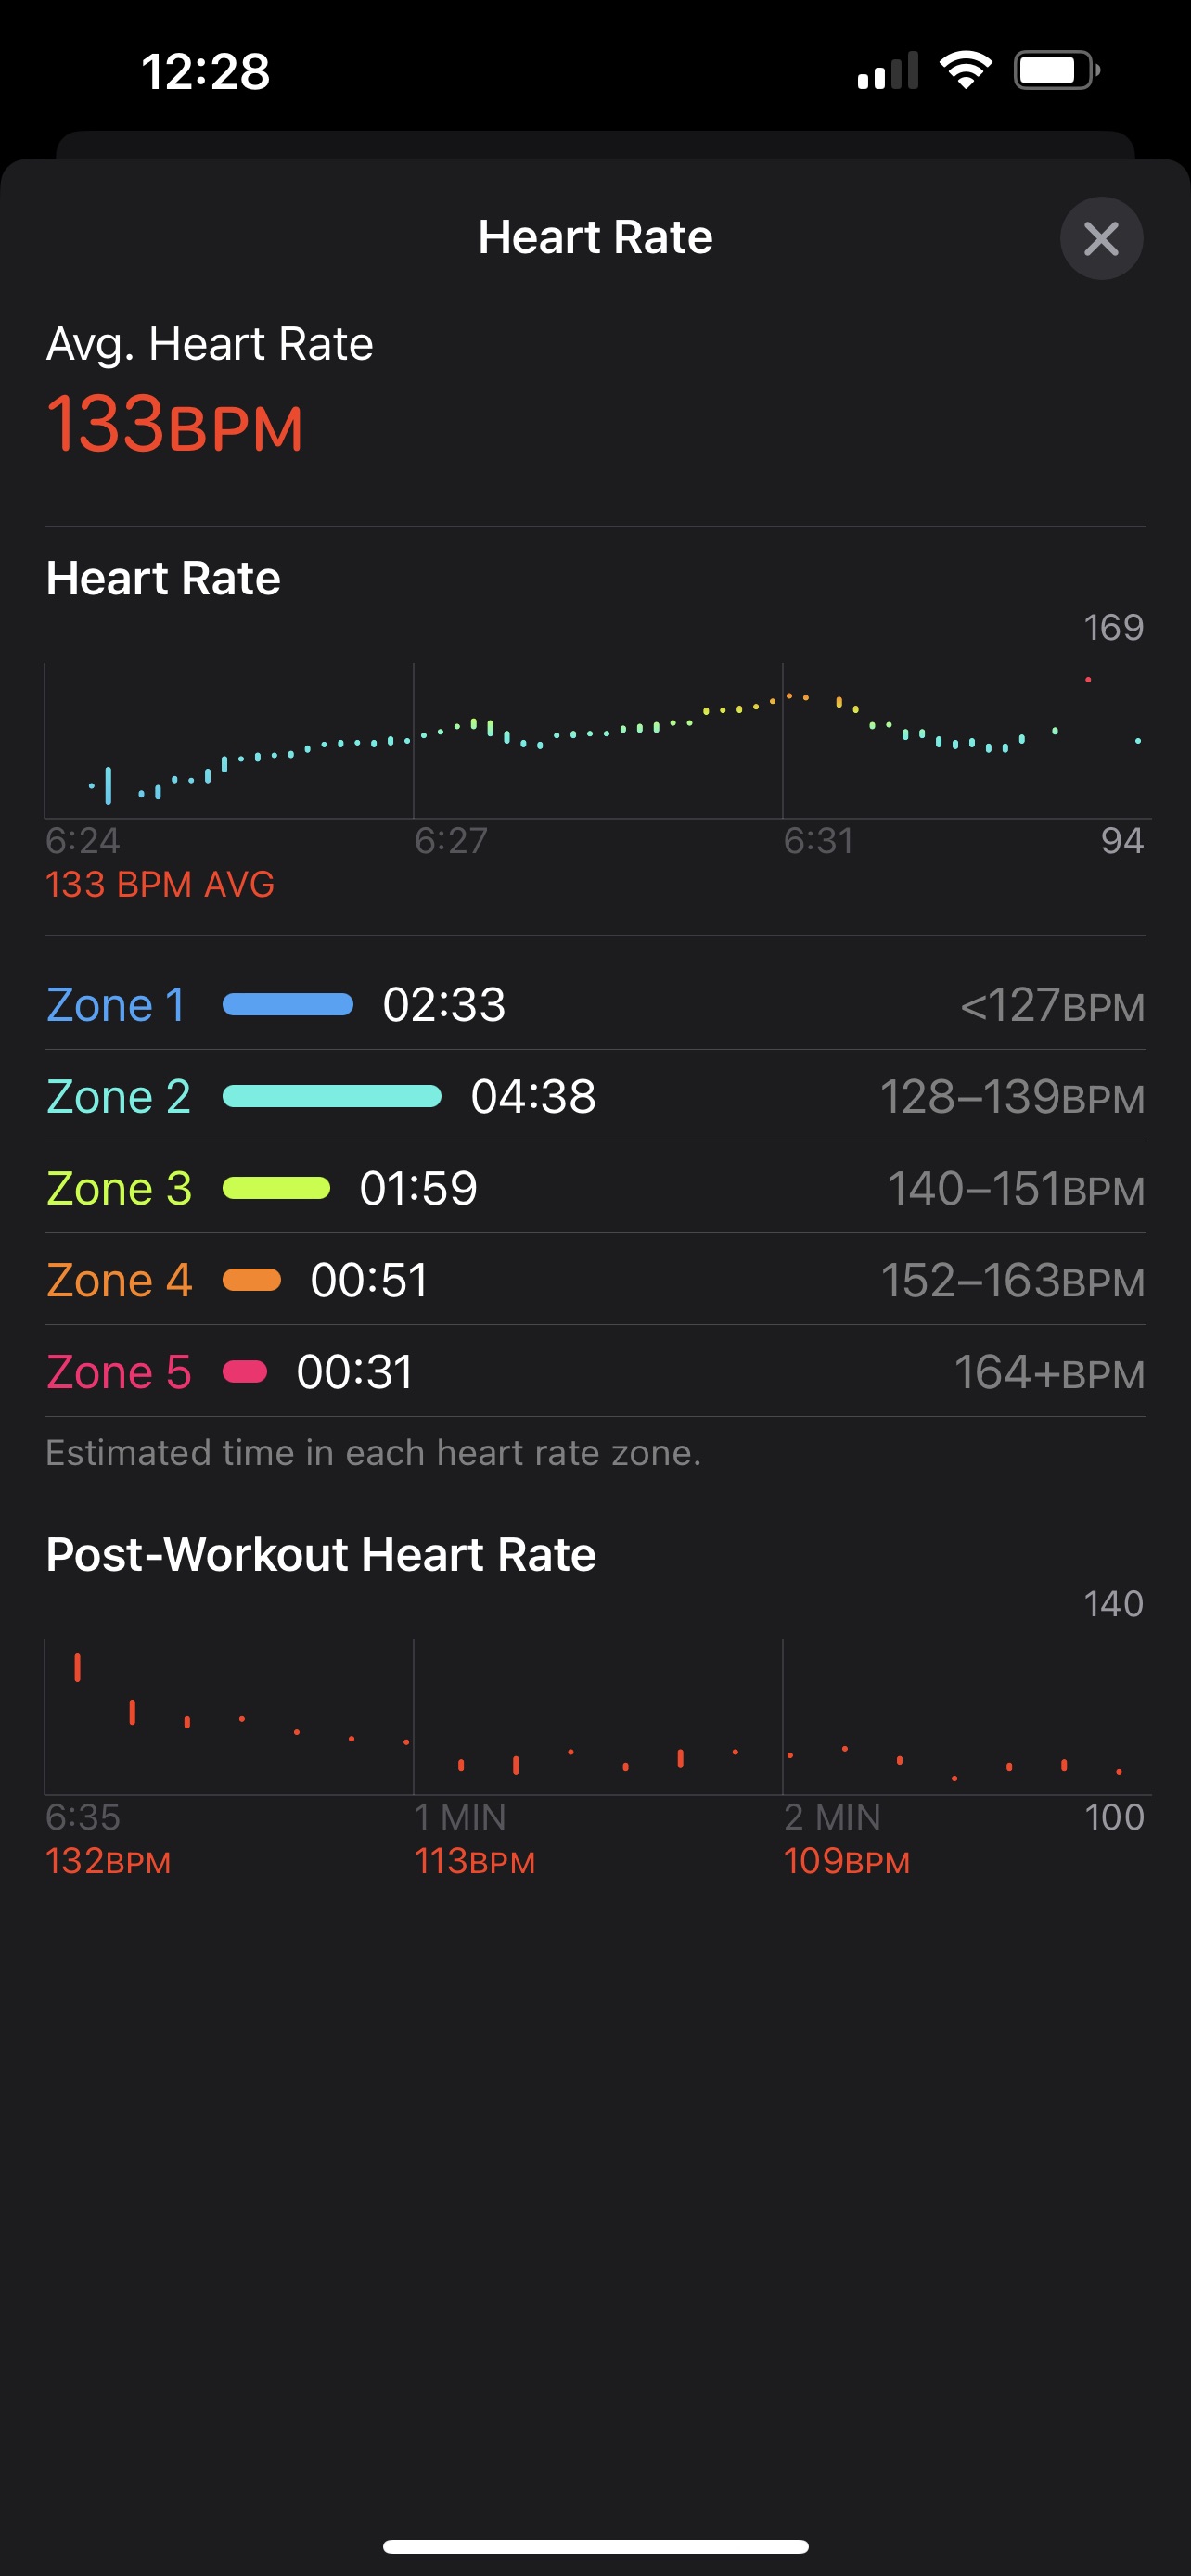 12:28
Heart Rate
Avg. Heart Rate
133BPM
Heart Rate
169
6:24 6:27 6:31 94
133 BPM AVG
Zone 1 02:33 <127BPM
Zone 2 04:38 128–139BPM
Zone 3 01:59 140–151BPM
Zone 4 00:51 152–163BPM
Zone 5 00:31 164+BPM
Estimated time in each heart rate zone.
Post-Workout Heart Rate
140
6:35 1 MIN 2 MIN 100
132BPM 113BPM 109BPM